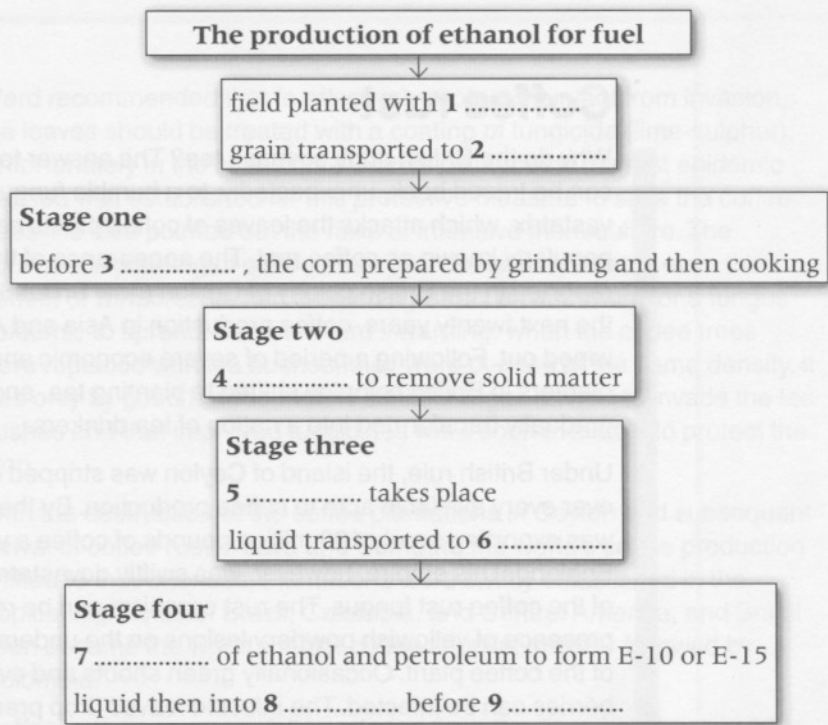 The production of ethanol for fuel
field planted with 1 .................
grain transported to 2 .................
Stage one
before 3 ................. , the corn prepared by grinding and then cooking
Stage two
4 ................. to remove solid matter
Stage three
5 ................. takes place
liquid transported to 6 .................
Stage four
7 ................. of ethanol and petroleum to form E-10 or E-15
liquid then into 8 ................. before 9 .................